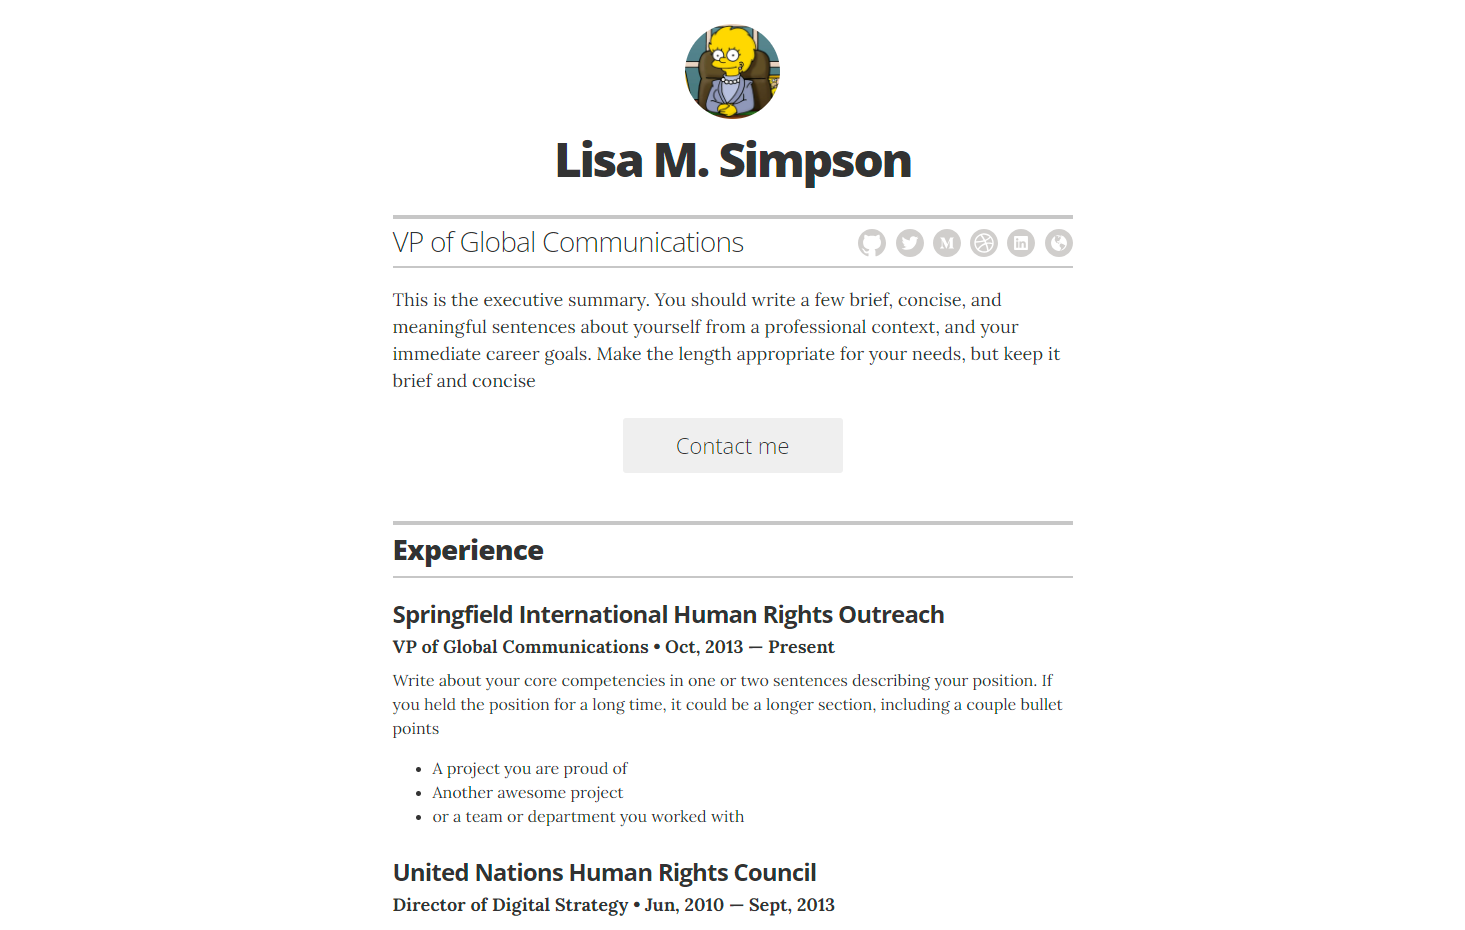 Lisa M. Simpson
VP of Global Communications
This is the executive summary. You should write a few brief, concise, and
meaningful sentences about yourself from a professional context, and your
immediate career goals. Make the length appropriate for your needs, but keep it
brief and concise
Contact me
Experience
Springfield International Human Rights Outreach
VP of Global Communications • Oct, 2013 — Present
Write about your core competencies in one or two sentences describing your position. If
you held the position for a long time, it could be a longer section, including a couple bullet
points
• A project you are proud of
• Another awesome project
• or a team or department you worked with
United Nations Human Rights Council
Director of Digital Strategy • Jun, 2010 — Sept, 2013